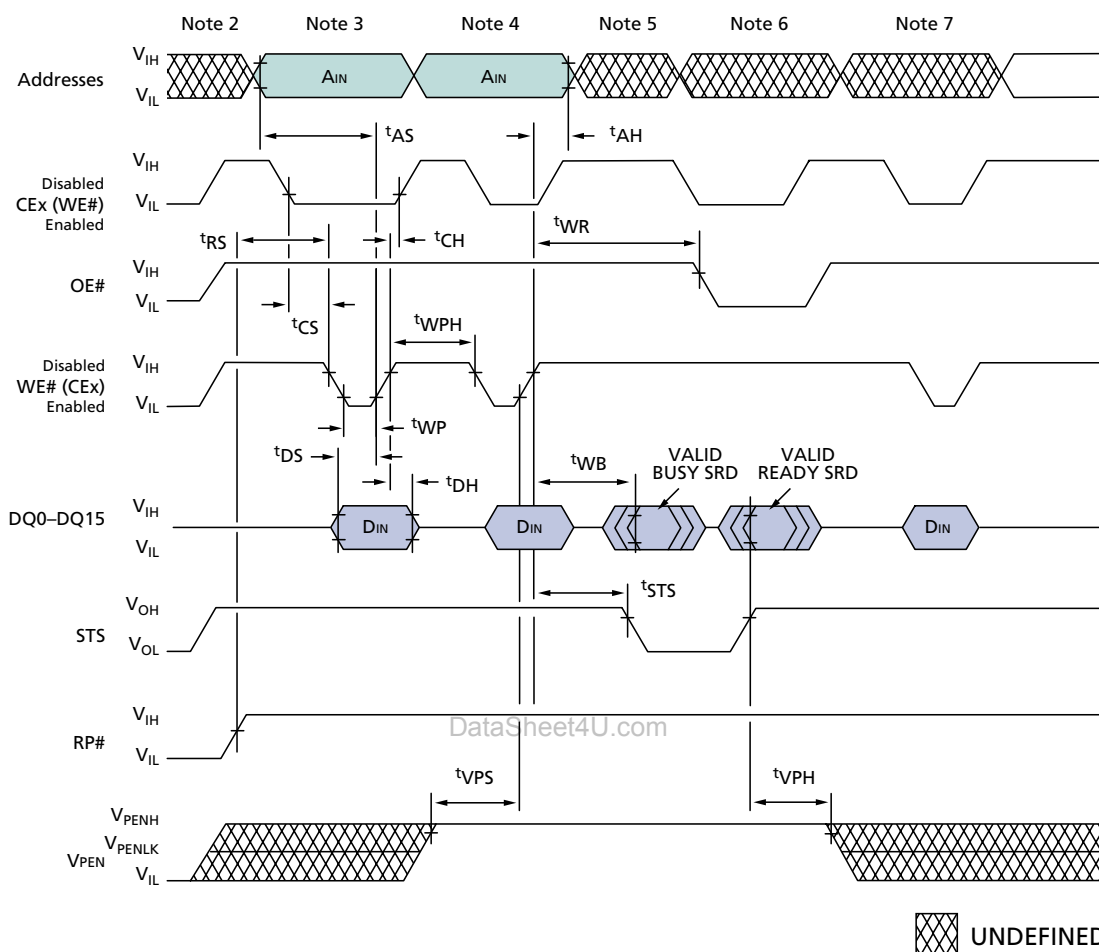 Note 2 Note 3 Note 4 Note 5 Note 6 Note 7
Addresses
VIH
VIL
AIN AIN
tAS tAH
Disabled
CEx (WE#)
Enabled
VIH
VIL
tRS tCH tWR
OE#
VIH
VIL
tCS tWPH
Disabled
WE# (CEx)
Enabled
VIH
VIL
tWP
tDS tDH tWB
VALID
BUSY SRD
VALID
READY SRD
DQ0–DQ15
VIH
VIL
DIN DIN DIN
tSTS
STS
VOH
VOL
RP#
VIH
VIL
DataSheet4U.com
tVPS tVPH
VPEN
VPENH
VPENLK
VIL
UNDEFINED